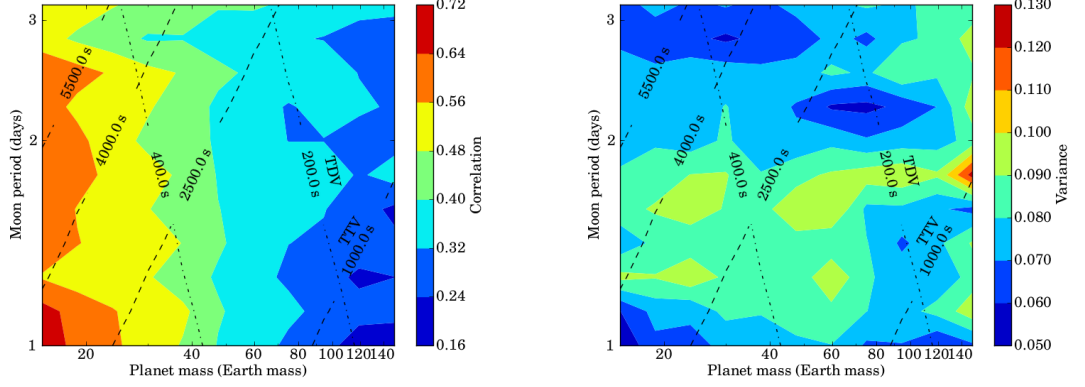 3
2
1
Moon period (days)
5500.0 s
4000.0 s
400.0 s
2500.0 s
200.0 s
TDV
TTV
1000.0 s
20
40
60
80
100
120
140
Planet mass (Earth mass)
0.72
0.64
0.56
0.48
0.40
0.32
0.24
0.16
Correlation
3
2
1
Moon period (days)
5500.0 s
4000.0 s
400.0 s
2500.0 s
200.0 s
TDV
TTV
1000.0 s
20
40
60
80
100
120
140
Planet mass (Earth mass)
0.130
0.120
0.110
0.100
0.090
0.080
0.070
0.060
0.050
Variance